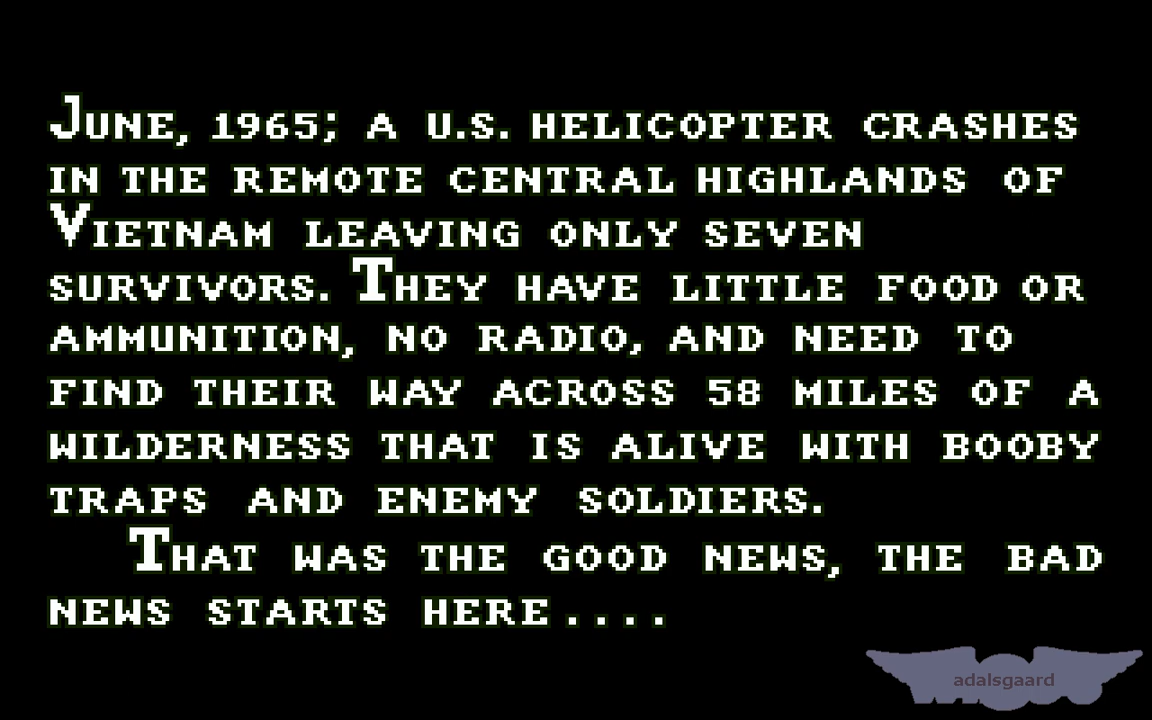 JUNE, 1965; A U.S. HELICOPTER CRASHES
IN THE REMOTE CENTRAL HIGHLANDS OF
VIETNAM LEAVING ONLY SEVEN
SURVIVORS. THEY HAVE LITTLE FOOD OR
AMMUNITION, NO RADIO, AND NEED TO
FIND THEIR WAY ACROSS 58 MILES OF A
WILDERNESS THAT IS ALIVE WITH BOOBY
TRAPS AND ENEMY SOLDIERS.
THAT WAS THE GOOD NEWS, THE BAD
NEWS STARTS HERE....
adalsgaard